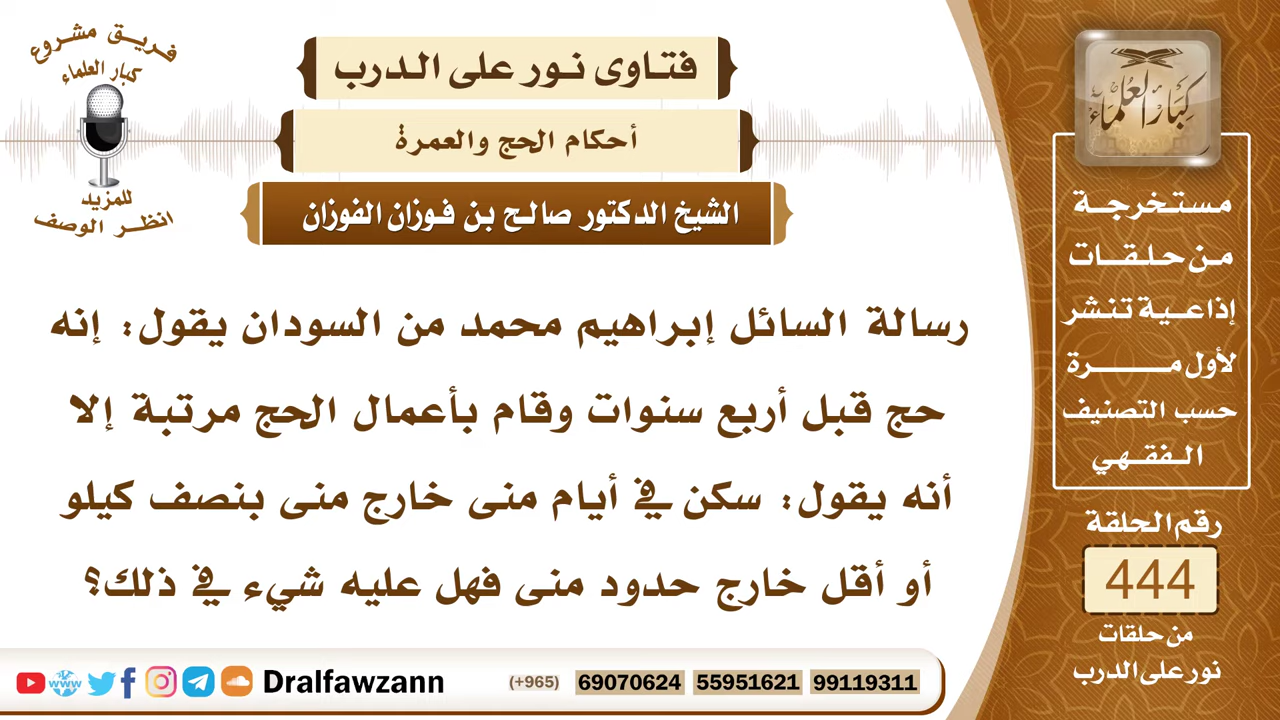 فتاوى نور على الدرب
أحكام الحج والعمرة
الشيخ الدكتور صالح بن فوزان الفوزان
فريق مشروع
كبار العلماء
للمزيد
انظر الوصف
رسالة السائل إبراهيم محمد من السودان يقول: إنه
حج قبل أربع سنوات وقام بأعمال الحج مرتبة إلا
أنه يقول: سكن في أيام منى خارج منى بنصف كيلو
أو أقل خارج حدود منى فهل عليه شيء في ذلك؟
كبار العلماء
مستخرجة
من حلقات
إذاعية تنشر
لأول مرة
حسب التصنيف
الفقهي
رقم الحلقة
444
من حلقات
نور على الدرب
www Dralfawzann (+965) 69070624 55951621 99119311